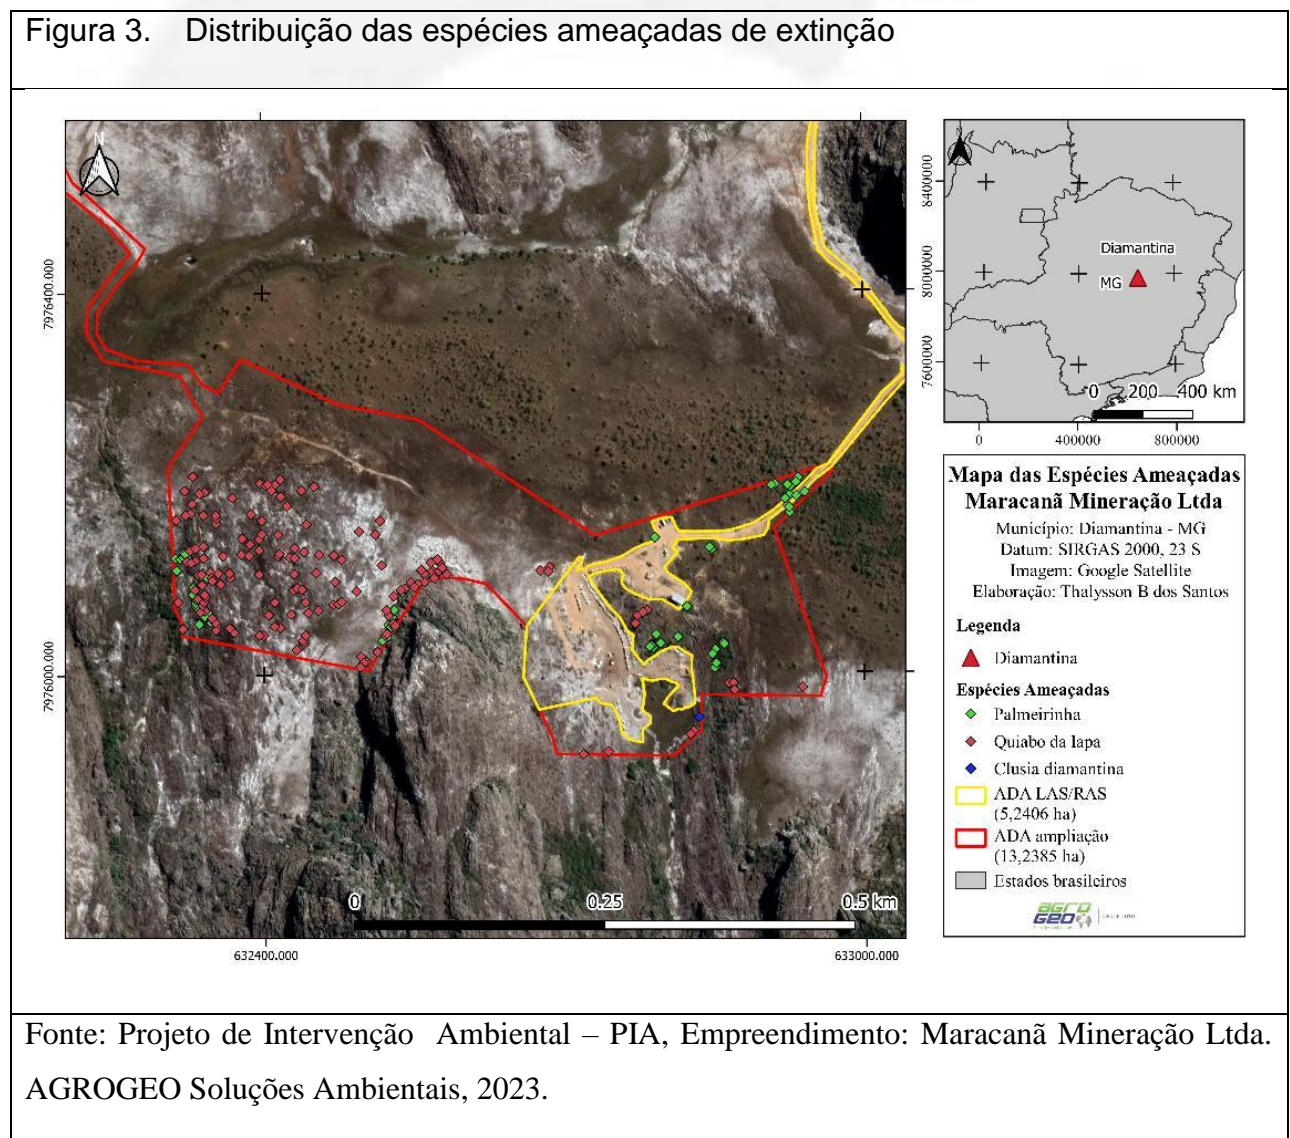 Figura 3. Distribuição das espécies ameaçadas de extinção
N
7976400.000
7976000.000
632400.000
633000.000
0 0.25 0.5 km
8400000
8000000
7600000
Diamantina
MG
0 200 400 km
0 400000 800000
Mapa das Espécies Ameaçadas
Maracanã Mineração Ltda
Município: Diamantina - MG
Datum: SIRGAS 2000, 23 S
Imagem: Google Satellite
Elaboração: Thalysson B dos Santos
Legenda
Diamantina
Espécies Ameaçadas
Palmeirinha
Quiabo da lapa
Clusia diamantina
ADA LAS/RAS
(5,2406 ha)
ADA ampliação
(13,2385 ha)
Estados brasileiros
AGRO
GEO
Fonte: Projeto de Intervenção Ambiental – PIA, Empreendimento: Maracanã Mineração Ltda.
AGROGEO Soluções Ambientais, 2023.